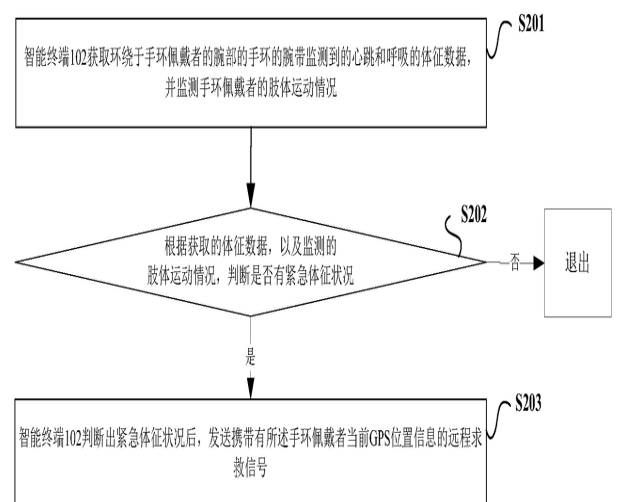 S201
智能终端102获取环绕于手环佩戴者的腕部的手环的腕带监测到的心跳和呼吸的体征数据，
并监测手环佩戴者的肢体运动情况
S202
根据获取的体征数据，以及监测的
肢体运动情况，判断是否有紧急体征状况
否
退出
是
S203
智能终端102判断出紧急体征状况后，发送携带有所述手环佩戴者当前GPS位置信息的远程求
救信号